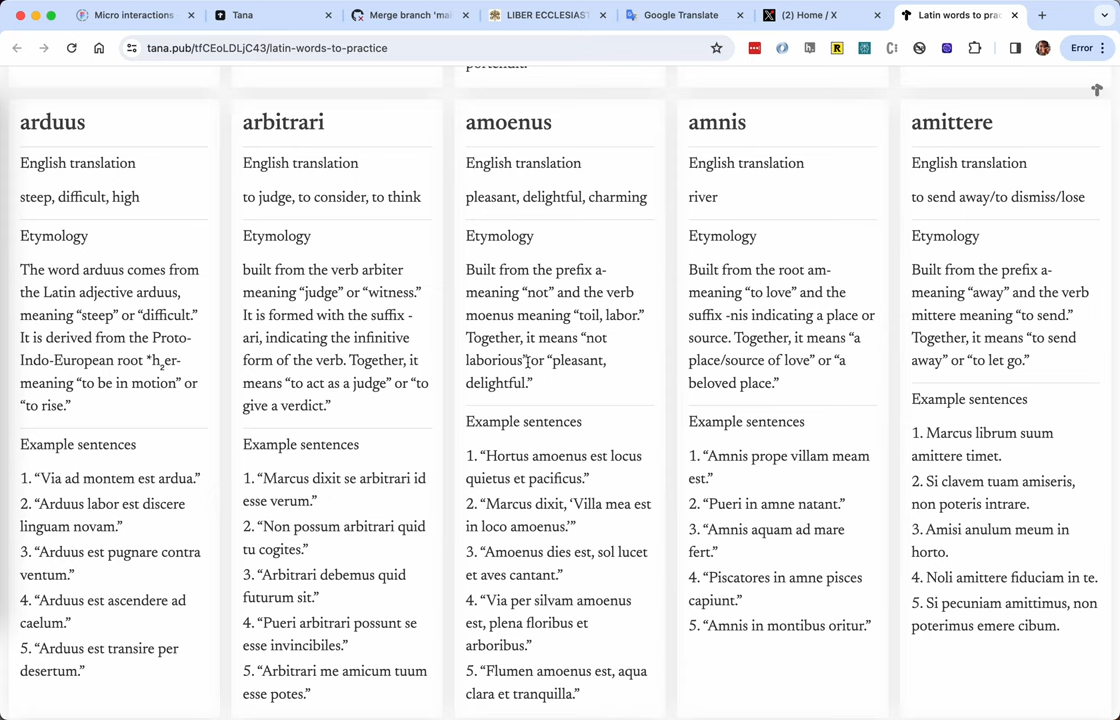 Micro interactions
Tana
Merge branch 'mai
LIBER ECCLESIAST
Google Translate
(2) Home / X
Latin words to prac
tana.pub/tfCEoLDLjC43/latin-words-to-practice
Error
portendit.
arduus
English translation
steep, difficult, high
Etymology
The word arduus comes from
the Latin adjective arduus,
meaning “steep” or “difficult.”
It is derived from the Proto-
Indo-European root *h₂er-
meaning “to be in motion” or
“to rise.”
Example sentences
1. “Via ad montem est ardua.”
2. “Arduus labor est discere
linguam novam.”
3. “Arduus est pugnare contra
ventum.”
4. “Arduus est ascendere ad
caelum.”
5. “Arduus est transire per
desertum.”
arbitrari
English translation
to judge, to consider, to think
Etymology
built from the verb arbiter
meaning “judge” or “witness.”
It is formed with the suffix -
ari, indicating the infinitive
form of the verb. Together, it
means “to act as a judge” or “to
give a verdict.”
Example sentences
1. “Marcus dixit se arbitrari id
esse verum.”
2. “Non possum arbitrari quid
tu cogites.”
3. “Arbitrari debemus quid
futurum sit.”
4. “Pueri arbitrari possunt se
esse invincibiles.”
5. “Arbitrari me amicum tuum
esse potes.”
amoenus
English translation
pleasant, delightful, charming
Etymology
Built from the prefix a-
meaning “not” and the verb
moenus meaning “toil, labor.”
Together, it means “not
laborious” or “pleasant,
delightful.”
Example sentences
1. “Hortus amoenus est locus
quietus et pacificus.”
2. “Marcus dixit, ‘Villa mea est
in loco amoenus.’”
3. “Amoenus dies est, sol lucet
et aves cantant.”
4. “Via per silvam amoenus
est, plena floribus et
arboribus.”
5. “Flumen amoenus est, aqua
clara et tranquilla.”
amnis
English translation
river
Etymology
Built from the root am-
meaning “to love” and the
suffix -nis indicating a place or
source. Together, it means “a
place/source of love” or “a
beloved place.”
Example sentences
1. “Amnis prope villam meam
est.”
2. “Pueri in amne natant.”
3. “Amnis aquam ad mare
fert.”
4. “Piscatores in amne pisces
capiunt.”
5. “Amnis in montibus oritur.”
amittere
English translation
to send away/to dismiss/lose
Etymology
Built from the prefix a-
meaning “away” and the verb
mittere meaning “to send.”
Together, it means “to send
away” or “to let go.”
Example sentences
1. Marcus librum suum
amittere timet.
2. Si clavem tuam amiseris,
non poteris intrare.
3. Amisi anulum meum in
horto.
4. Noli amittere fiduciam in te.
5. Si pecuniam amittimus, non
poterimus emere cibum.